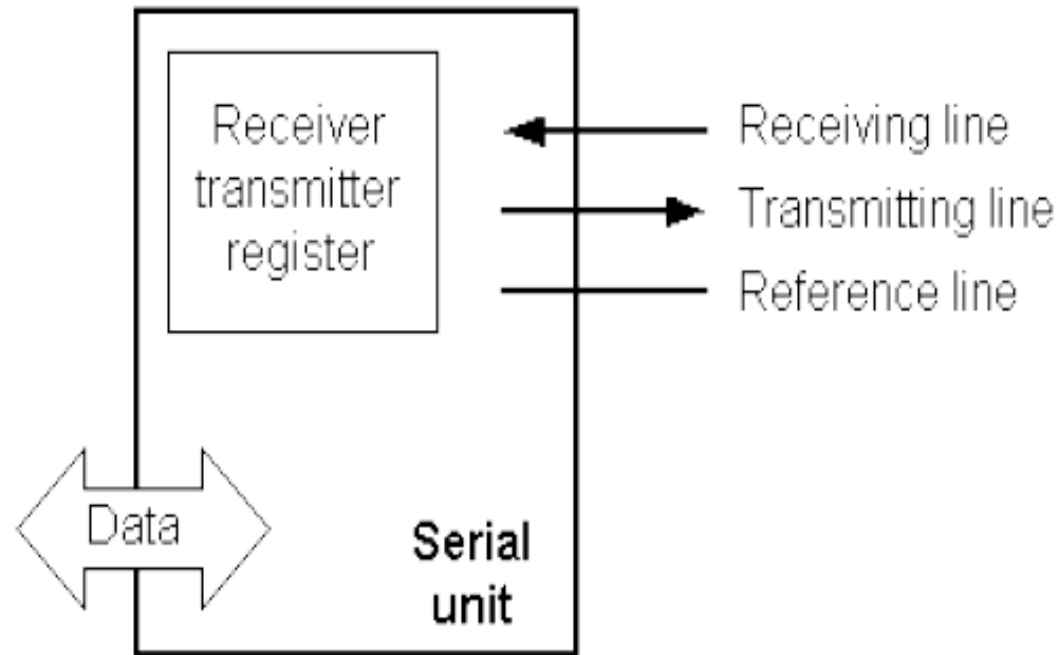 Receiver
transmitter
register
Receiving line
Transmitting line
Reference line
Data
Serial
unit